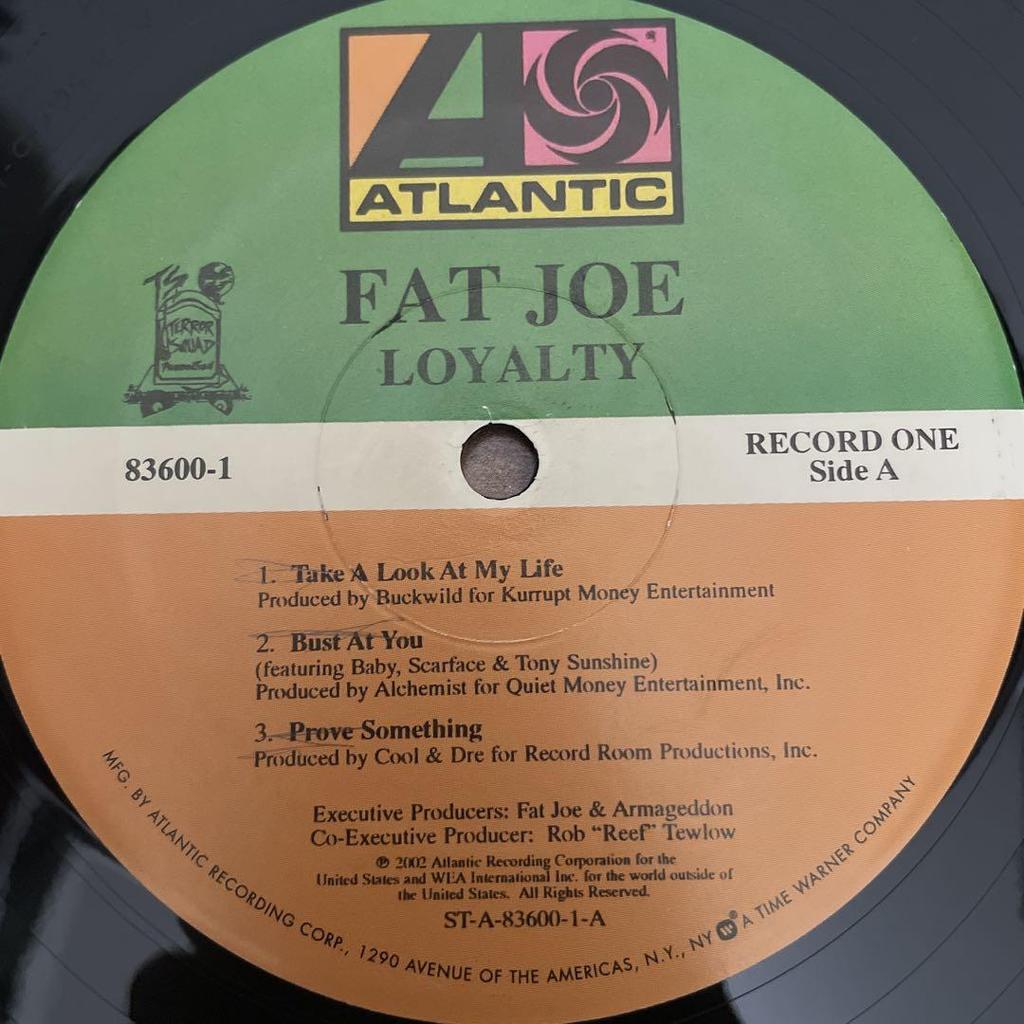 ATLANTIC
FAT JOE
LOYALTY
TS
TERROR
SQUAD
83600-1
RECORD ONE
Side A
1. Take A Look At My Life
Produced by Buckwild for Kurrupt Money Entertainment
2. Bust At You
(featuring Baby, Scarface & Tony Sunshine)
Produced by Alchemist for Quiet Money Entertainment, Inc.
3. Prove Something
Produced by Cool & Dre for Record Room Productions, Inc.
Executive Producers: Fat Joe & Armageddon
Co-Executive Producer: Rob "Reef" Tewlow
℗ 2002 Atlantic Recording Corporation for the
United States and WEA International Inc. for the world outside of
the United States. All Rights Reserved.
ST-A-83600-1-A
MFG. BY ATLANTIC RECORDING CORP., 1290 AVENUE OF THE AMERICAS, N.Y., NY A TIME WARNER COMPANY